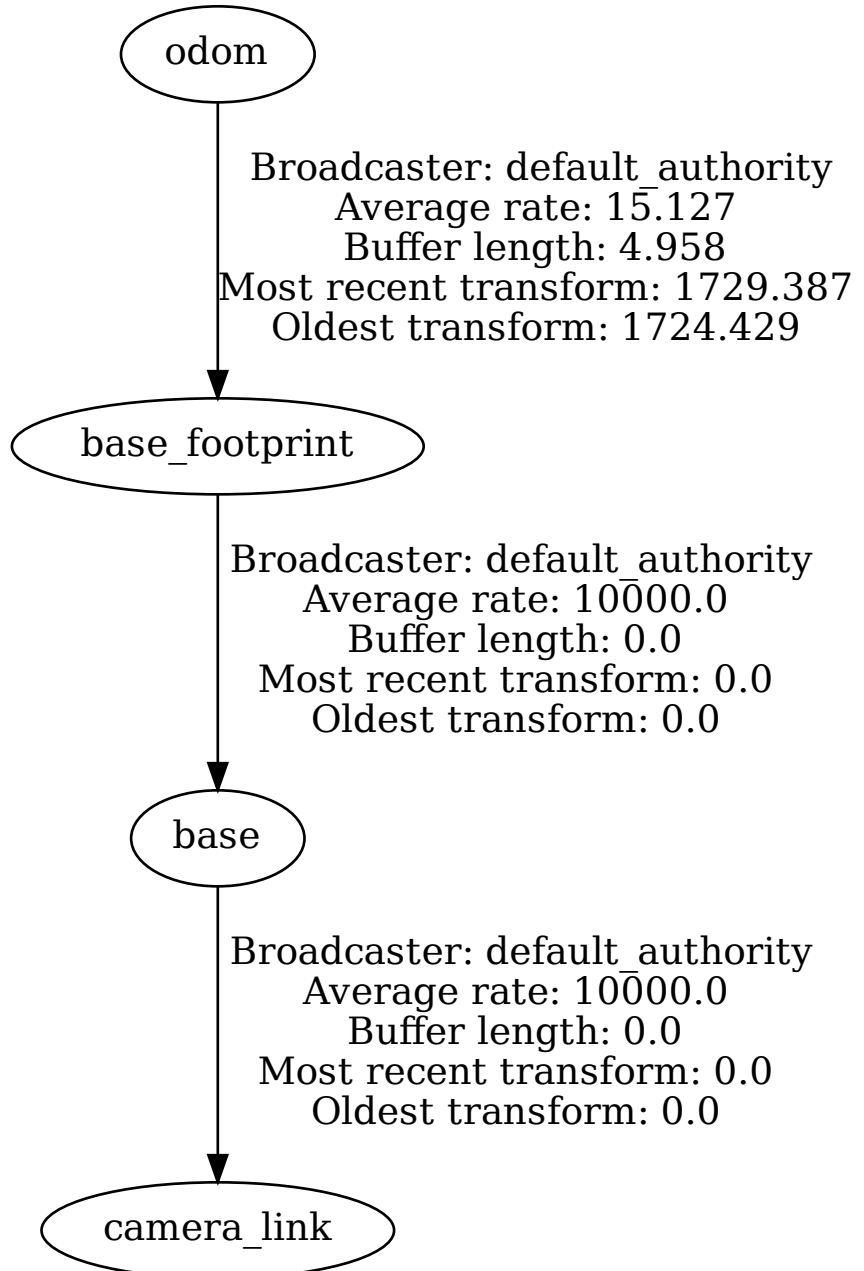 odom
Broadcaster: default_authority
Average rate: 15.127
Buffer length: 4.958
Most recent transform: 1729.387
Oldest transform: 1724.429
base_footprint
Broadcaster: default_authority
Average rate: 10000.0
Buffer length: 0.0
Most recent transform: 0.0
Oldest transform: 0.0
base
Broadcaster: default_authority
Average rate: 10000.0
Buffer length: 0.0
Most recent transform: 0.0
Oldest transform: 0.0
camera_link